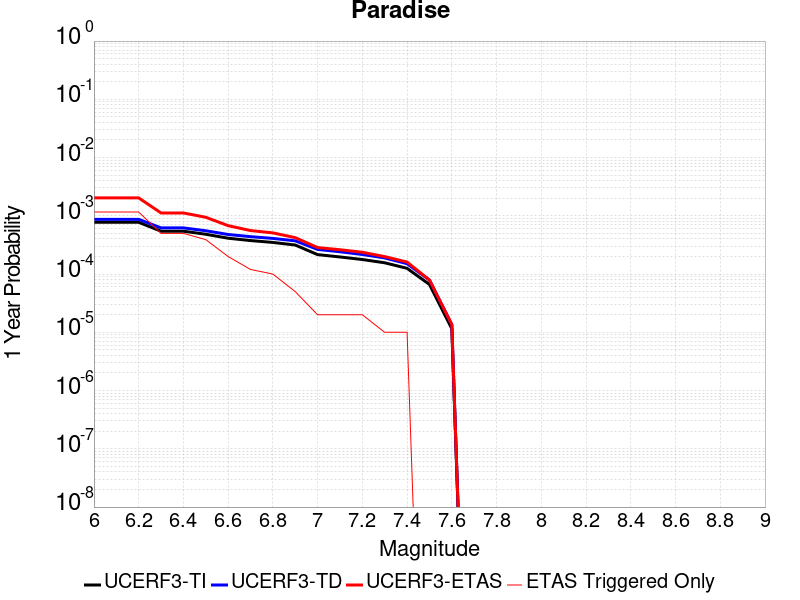 Paradise
10^0
10^-1
10^-2
10^-3
10^-4
10^-5
10^-6
10^-7
10^-8
1 Year Probability
6 6.2 6.4 6.6 6.8 7 7.2 7.4 7.6 7.8 8 8.2 8.4 8.6 8.8 9
Magnitude
UCERF3-TI UCERF3-TD UCERF3-ETAS ETAS Triggered Only